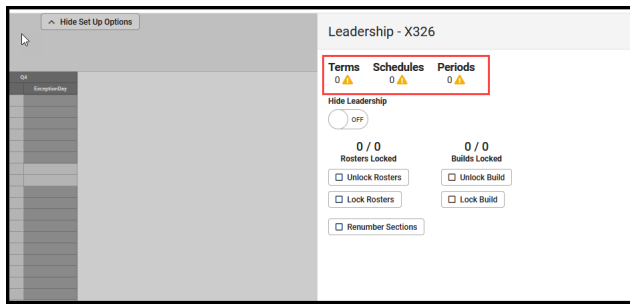 Hide Set Up Options
Leadership - X326
Terms Schedules Periods
0 0 0
Q4
ExceptionDay
Hide Leadership
OFF
0 / 0 0 / 0
Rosters Locked Builds Locked
Unlock Rosters Unlock Build
Lock Rosters Lock Build
Renumber Sections